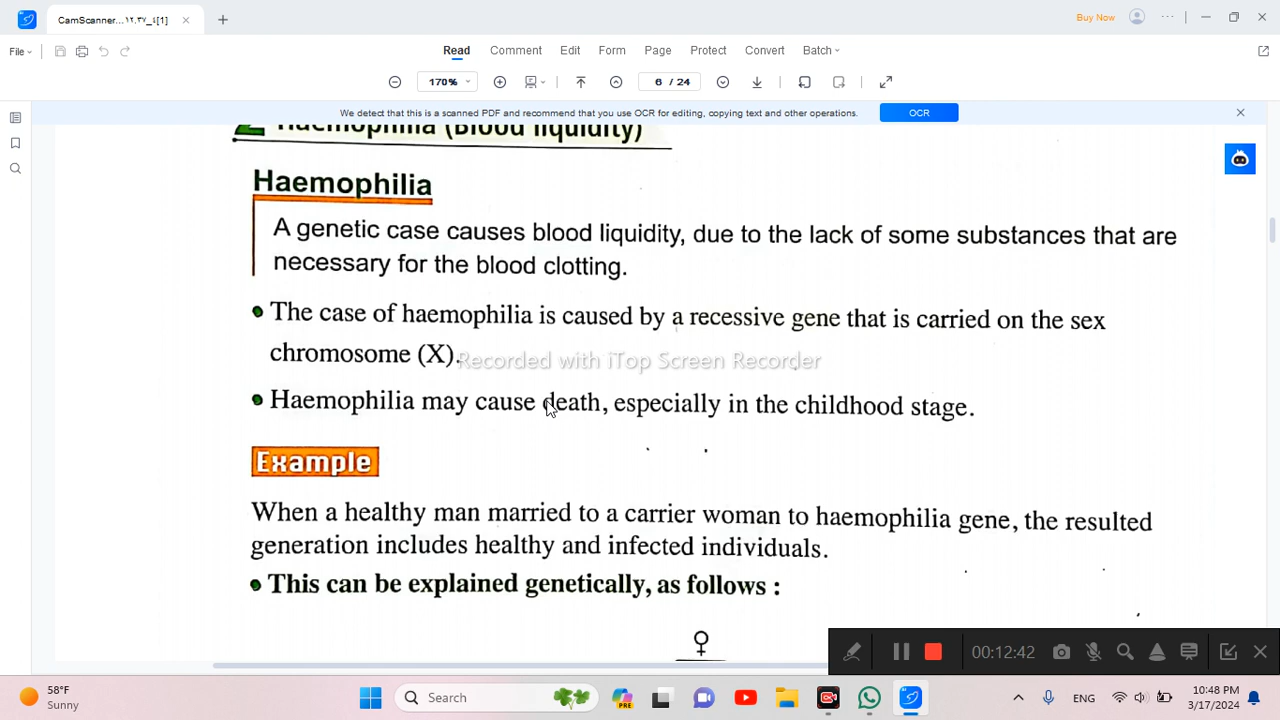 CamScanner...
Buy Now
File
Read Comment Edit Form Page Protect Convert Batch
170% 6 / 24
We detect that this is a scanned PDF and recommend that you use OCR for editing, copying text and other operations. OCR
2 Haemophilia (Blood liquidity)
Haemophilia
A genetic case causes blood liquidity, due to the lack of some substances that are
necessary for the blood clotting.
• The case of haemophilia is caused by a recessive gene that is carried on the sex
chromosome (X).
Recorded with iTop Screen Recorder
• Haemophilia may cause death, especially in the childhood stage.
Example
When a healthy man married to a carrier woman to haemophilia gene, the resulted
generation includes healthy and infected individuals.
• This can be explained genetically, as follows :
♀
00:12:42
58°F
Sunny
Search
PRE
ENG
10:48 PM
3/17/2024